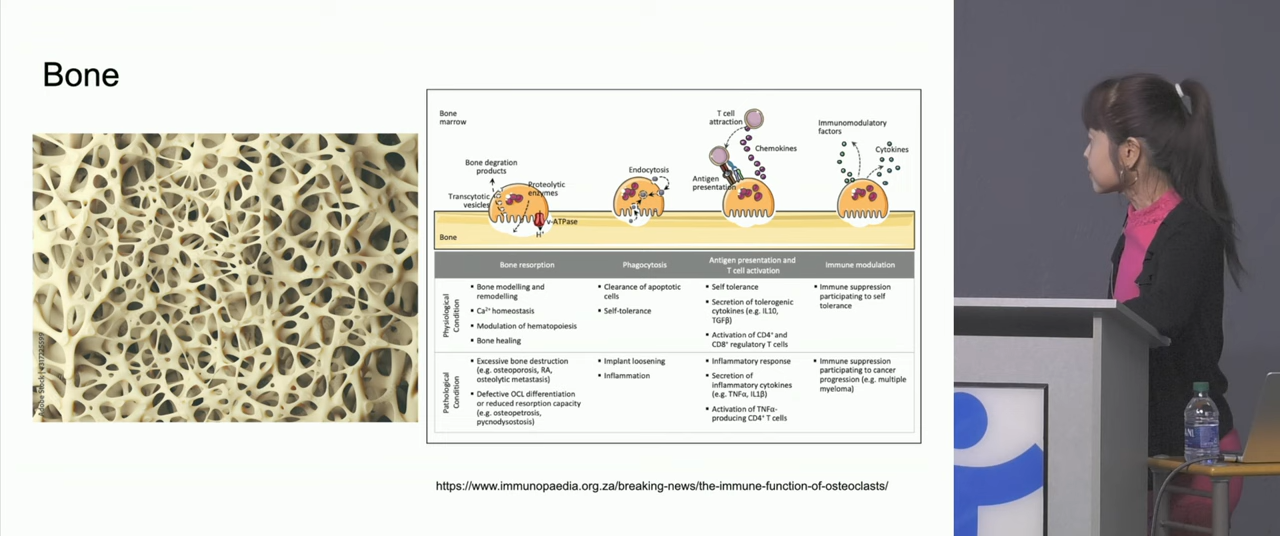 Bone
Adobe Stock | #317225599
Bone
marrow
Bone degration
products
Transcytotic
vesicles
Proteolytic
enzymes
v-ATPase
H⁺
Endocytosis
T cell
attraction
Chemokines
Antigen
presentation
Immunomodulatory
factors
Cytokines
Bone
Bone resorption
Phagocytosis
Antigen presentation and
T cell activation
Immune modulation
Physiological
Condition
▪ Bone modelling and
remodelling
▪ Ca²⁺ homeostasis
▪ Modulation of hematopoiesis
▪ Bone healing
▪ Clearance of apoptotic
cells
▪ Self-tolerance
▪ Self tolerance
▪ Secretion of tolerogenic
cytokines (e.g. IL10,
TGFβ)
▪ Activation of CD4⁺ and
CD8⁺ regulatory T cells
▪ Immune suppression
participating to self
tolerance
Pathological
Condition
▪ Excessive bone destruction
(e.g. osteoporosis, RA,
osteolytic metastasis)
▪ Defective OCL differentiation
or reduced resorption capacity
(e.g. osteopetrosis,
pycnodysostosis)
▪ Implant loosening
▪ Inflammation
▪ Inflammatory response
▪ Secretion of
inflammatory cytokines
(e.g. TNFα, IL1β)
▪ Activation of TNFα-
producing CD4⁺ T cells
▪ Immune suppression
participating to cancer
progression (e.g. multiple
myeloma)
https://www.immunopaedia.org.za/breaking-news/the-immune-function-of-osteoclasts/